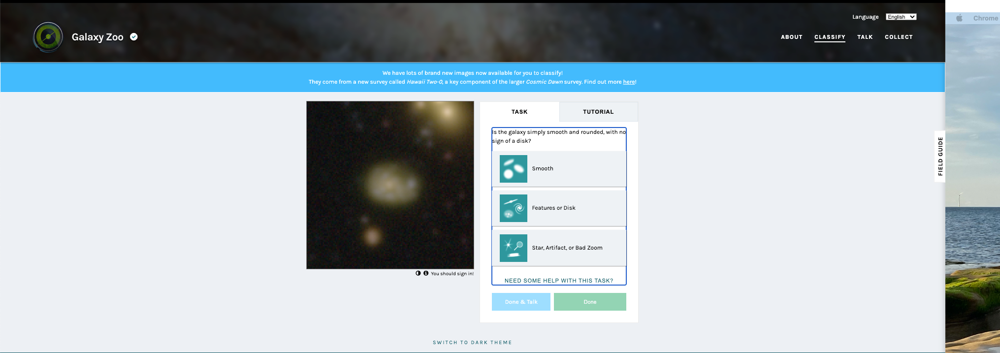 Language English
Galaxy Zoo
ABOUT CLASSIFY TALK COLLECT
Chrome
We have lots of brand new images now available for you to classify!
They come from a new survey called Hawaii Two-0, a key component of the larger Cosmic Dawn survey. Find out more here!
TASK TUTORIAL
Is the galaxy simply smooth and rounded, with no
sign of a disk?
Smooth
Features or Disk
Star, Artifact, or Bad Zoom
NEED SOME HELP WITH THIS TASK?
Done & Talk Done
You should sign in!
FIELD GUIDE
SWITCH TO DARK THEME